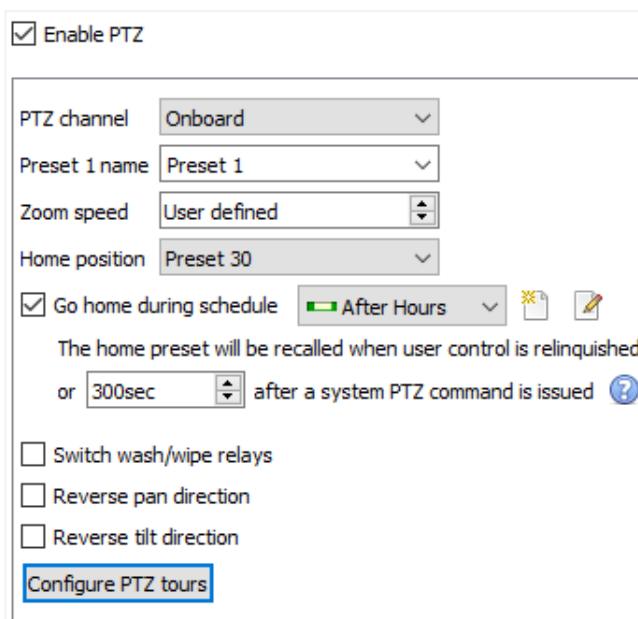 Enable PTZ
PTZ channel Onboard
Preset 1 name Preset 1
Zoom speed User defined
Home position Preset 30
Go home during schedule After Hours
The home preset will be recalled when user control is relinquished
or 300sec after a system PTZ command is issued ?
Switch wash/wipe relays
Reverse pan direction
Reverse tilt direction
Configure PTZ tours